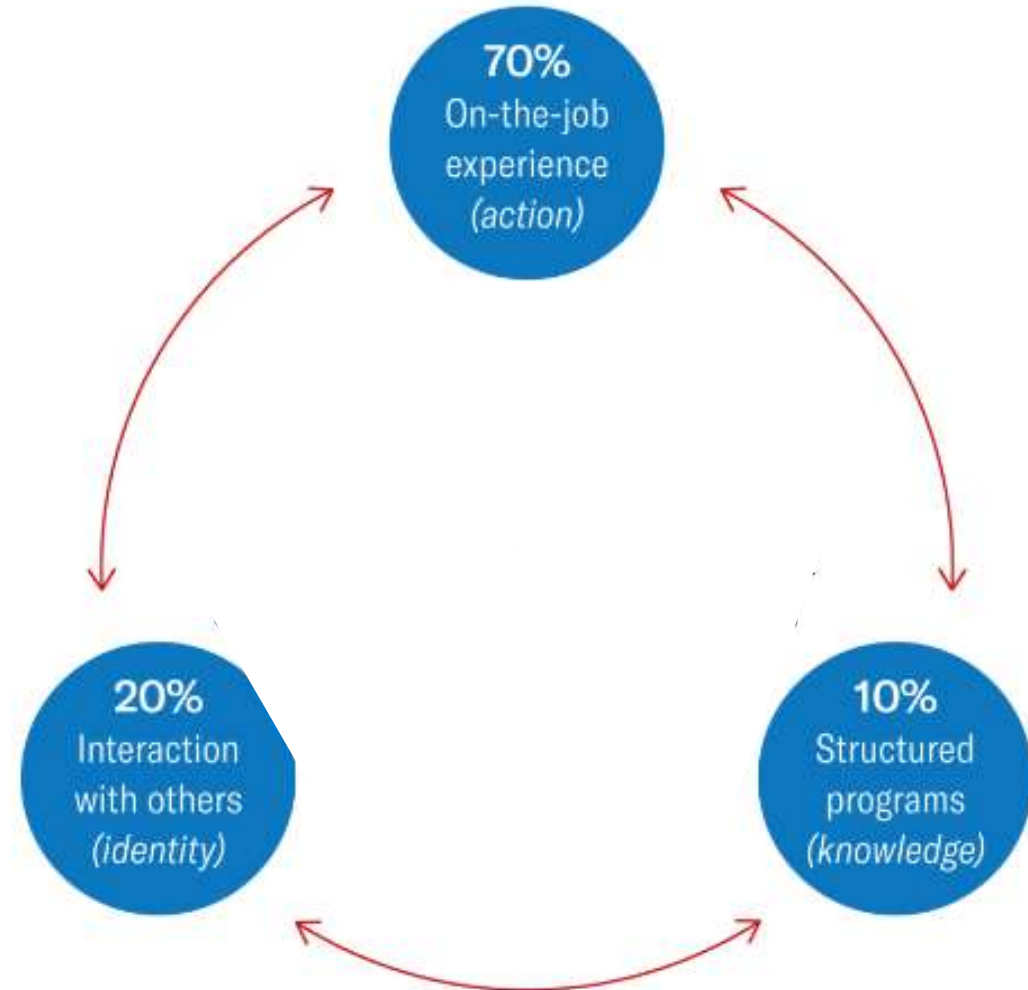 70%
On-the-job
experience
(action)
20%
Interaction
with others
(identity)
10%
Structured
programs
(knowledge)